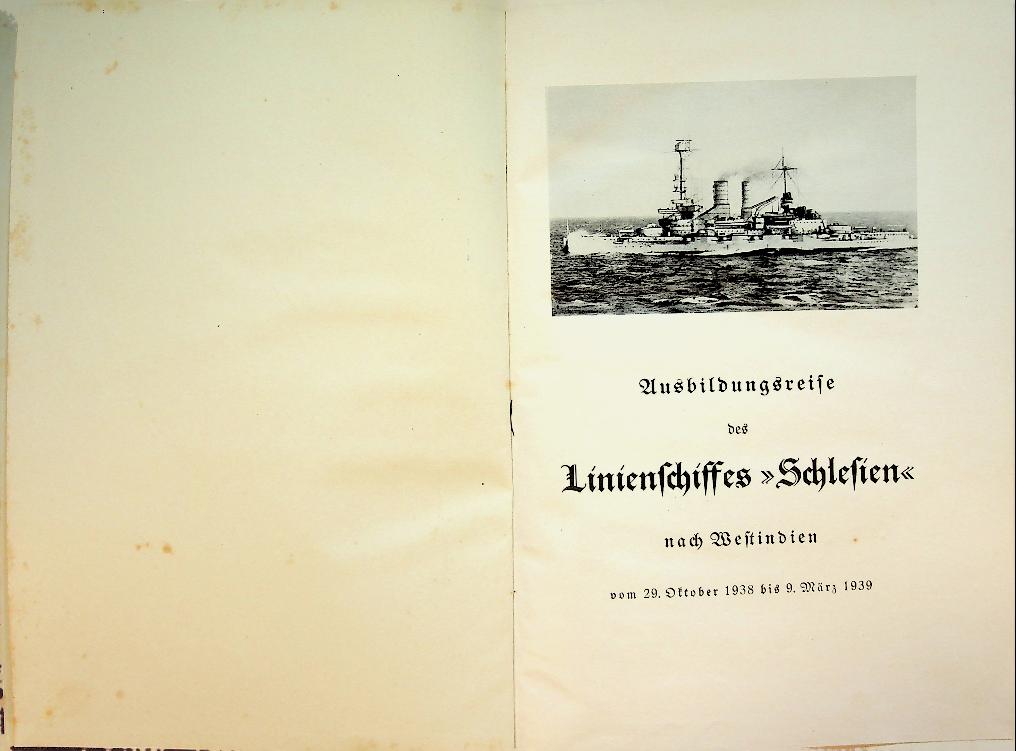 Ausbildungsreise
des
Linienschiffes »Schlesien«
nach Westindien
vom 29. Oktober 1938 bis 9. März 1939